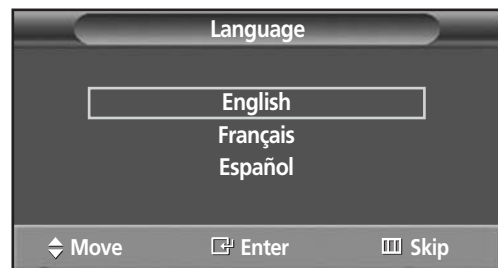 Language
English
Français
Español
Move Enter Skip